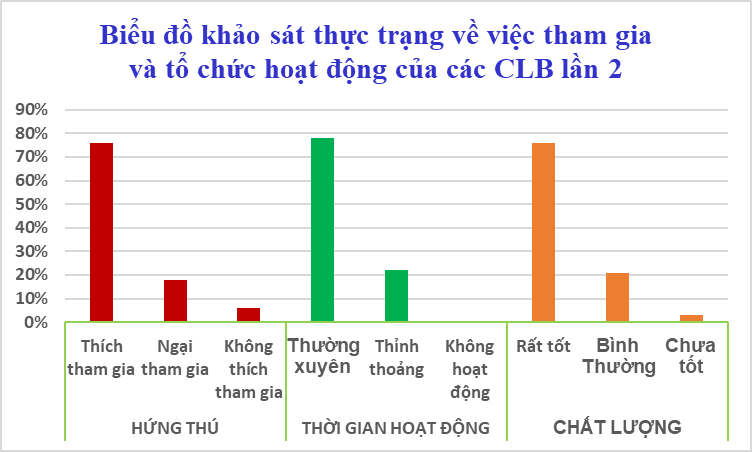 Biểu đồ khảo sát thực trạng về việc tham gia
và tổ chức hoạt động của các CLB lần 2
90%
80%
70%
60%
50%
40%
30%
20%
10%
0%
Thích
tham gia
Ngại
tham gia
Không
thích
tham gia
Thường
xuyên
Thỉnh
thoảng
Không
hoạt
động
Rất tốt
Bình
Thường
Chưa
tốt
HỨNG THÚ
THỜI GIAN HOẠT ĐỘNG
CHẤT LƯỢNG